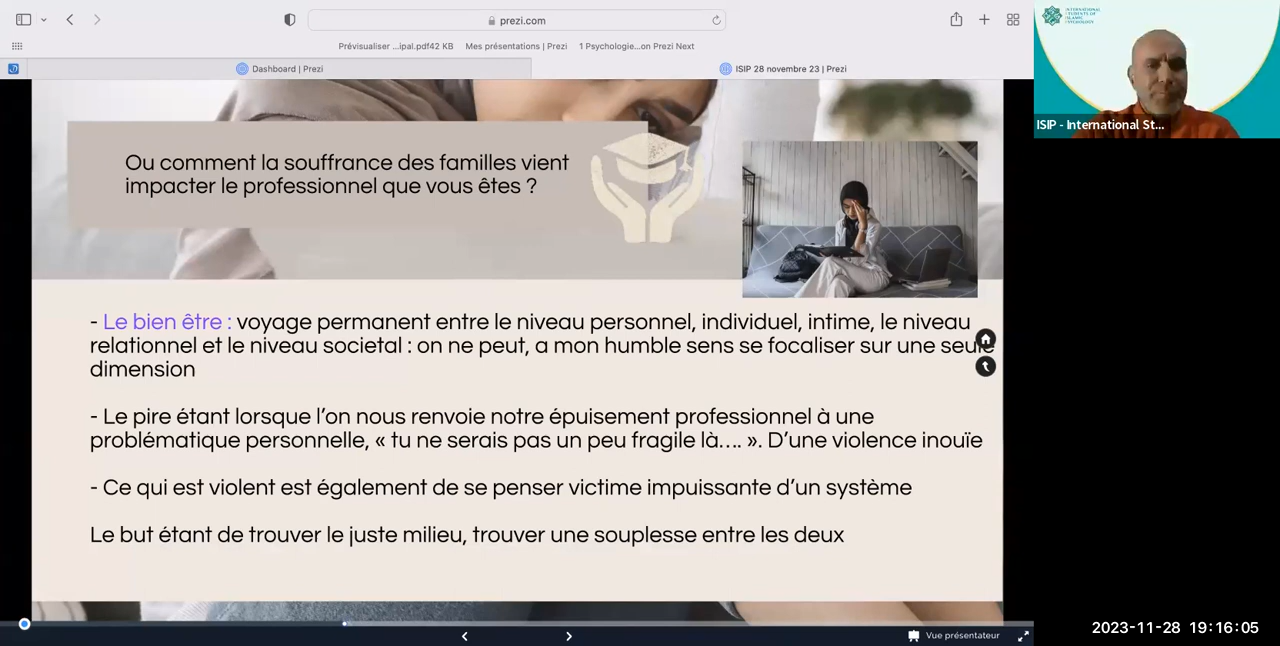 prezi.com
Prévisualiser ...ipal.pdf42 KB
Mes présentations | Prezi
1 Psychologie...on Prezi Next
Dashboard | Prezi
ISIP 28 novembre 23 | Prezi
INTERNATIONAL
STUDENTS OF
ISLAMIC
PSYCHOLOGY
ISIP - International St...
Ou comment la souffrance des familles vient
impacter le professionnel que vous êtes ?
- Le bien être : voyage permanent entre le niveau personnel, individuel, intime, le niveau
relationnel et le niveau societal : on ne peut, a mon humble sens se focaliser sur une seule
dimension
- Le pire étant lorsque l’on nous renvoie notre épuisement professionnel à une
problématique personnelle, « tu ne serais pas un peu fragile là.... ». D’une violence inouïe
- Ce qui est violent est également de se penser victime impuissante d’un système
Le but étant de trouver le juste milieu, trouver une souplesse entre les deux
Vue présentateur
2023-11-28 19:16:05